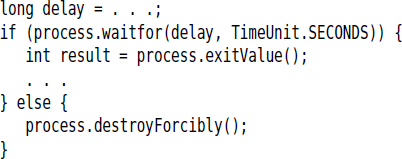 long delay = . . .;
if (process.waitfor(delay, TimeUnit.SECONDS)) {
   int result = process.exitValue();
   . . .
} else {
   process.destroyForcibly();
}